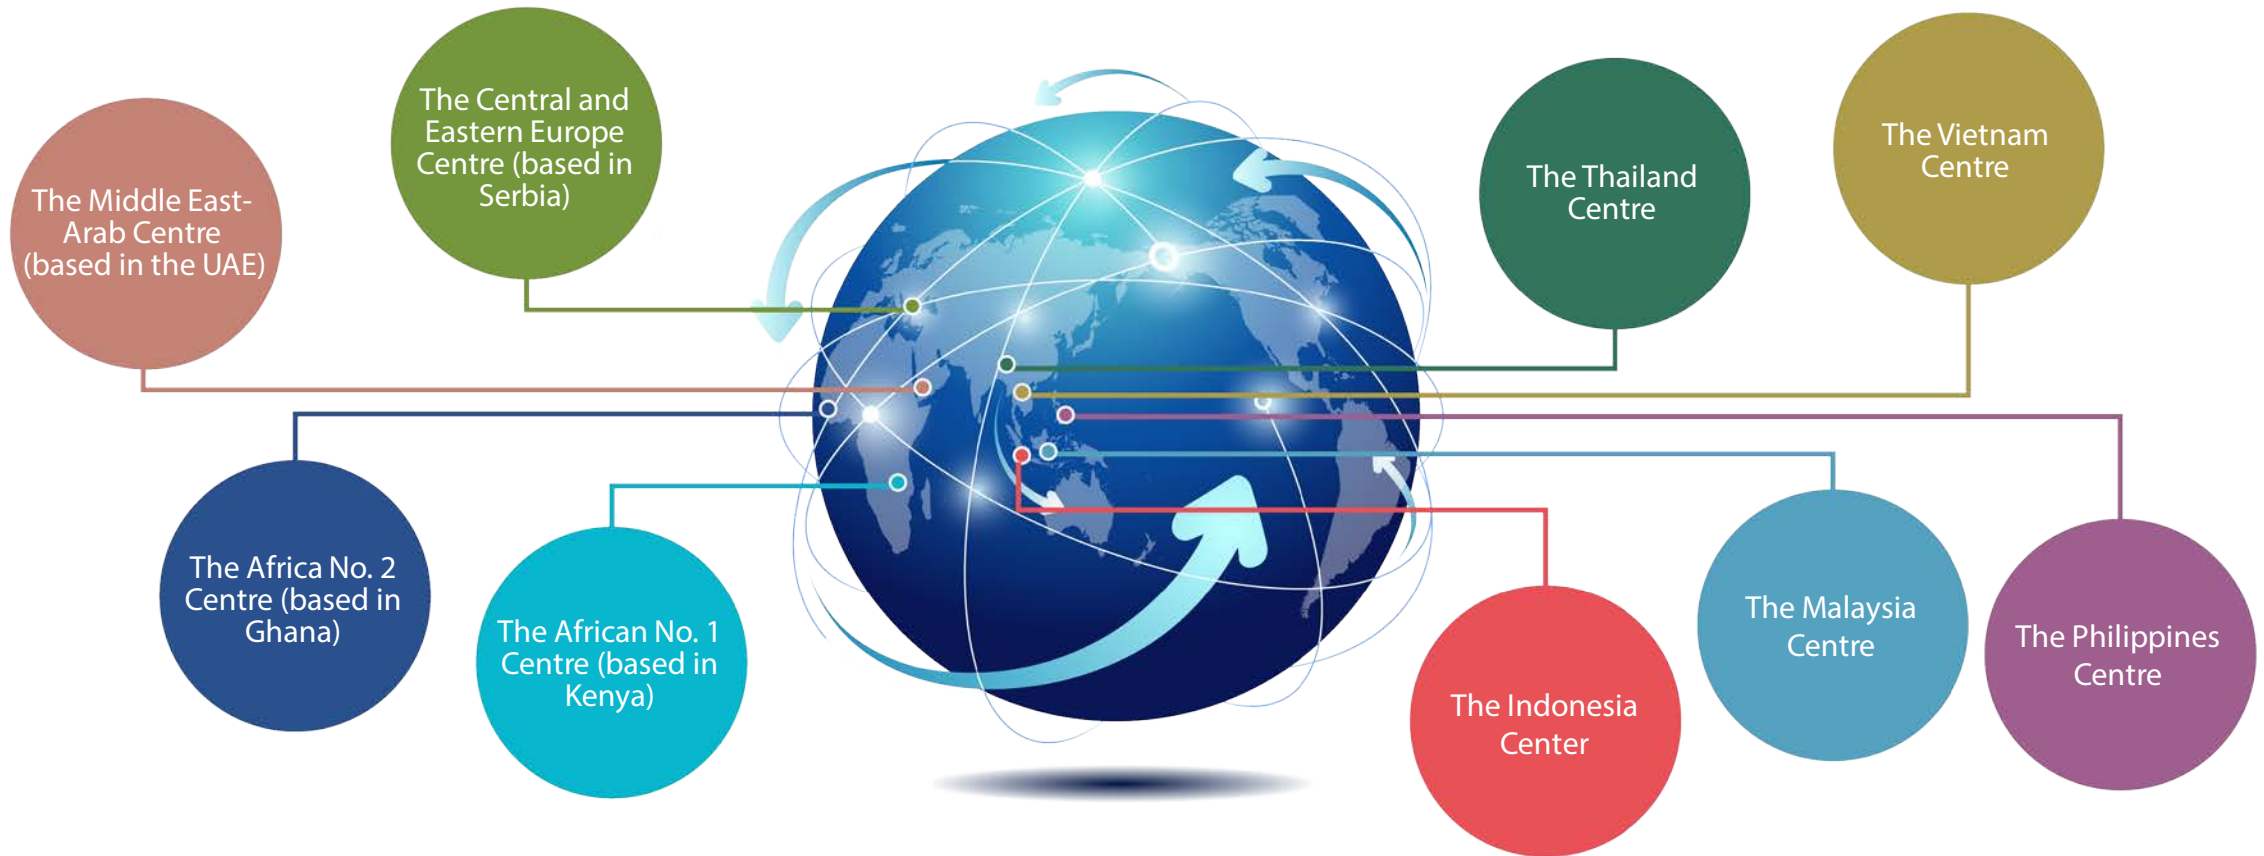 The Middle East-
Arab Centre
(based in the UAE)
The Central and
Eastern Europe
Centre (based in
Serbia)
The Thailand
Centre
The Vietnam
Centre
The Africa No. 2
Centre (based in
Ghana)
The African No. 1
Centre (based in
Kenya)
The Indonesia
Center
The Malaysia
Centre
The Philippines
Centre